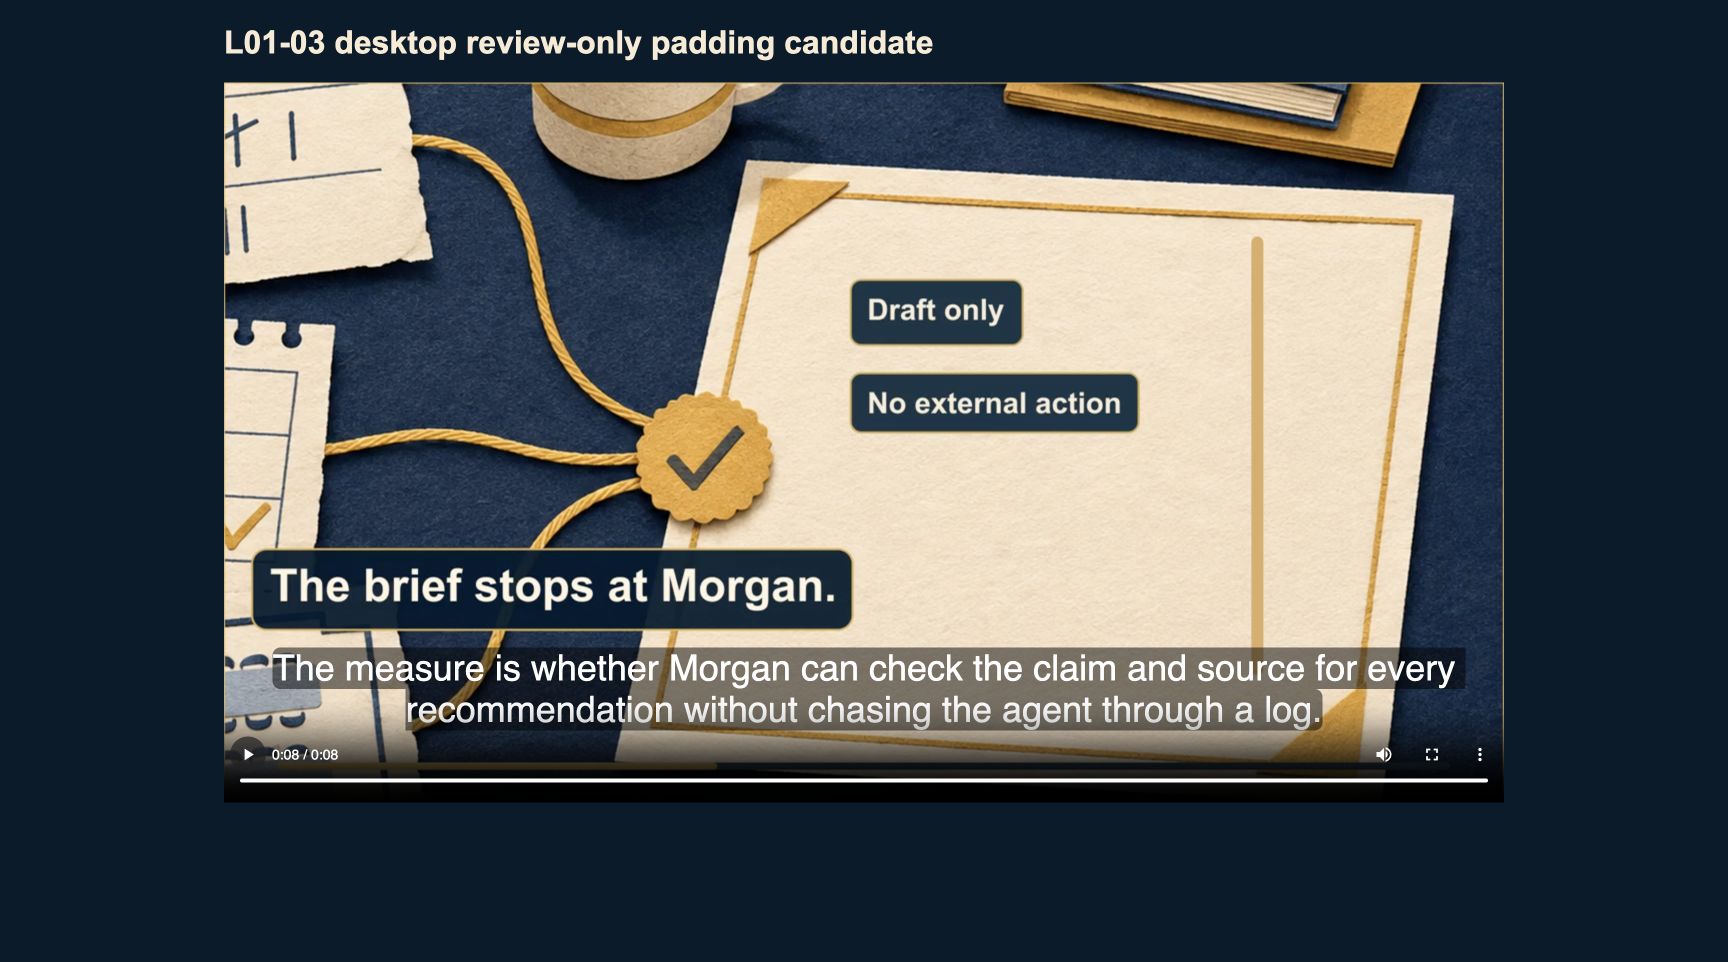 L01-03 desktop review-only padding candidate
Draft only
No external action
The brief stops at Morgan.
The measure is whether Morgan can check the claim and source for every
recommendation without chasing the agent through a log.
0:08 / 0:08